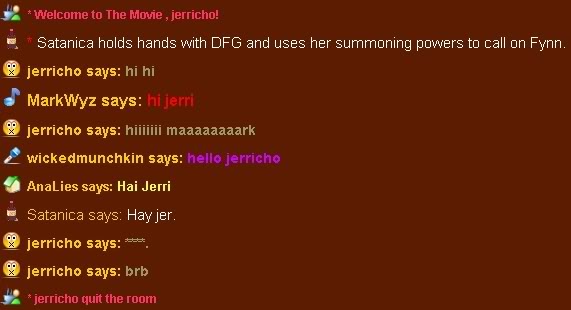 * Welcome to The Movie , jerricho!
* Satanica holds hands with DFG and uses her summoning powers to call on Fynn.
jerricho says: hi hi
MarkWyz says: hi jerri
jerricho says: hiiiiiii maaaaaaaark
wickedmunchkin says: hello jerricho
AnaLies says: Hai Jerri
Satanica says: Hay jer.
jerricho says: ****.
jerricho says: brb
* jerricho quit the room